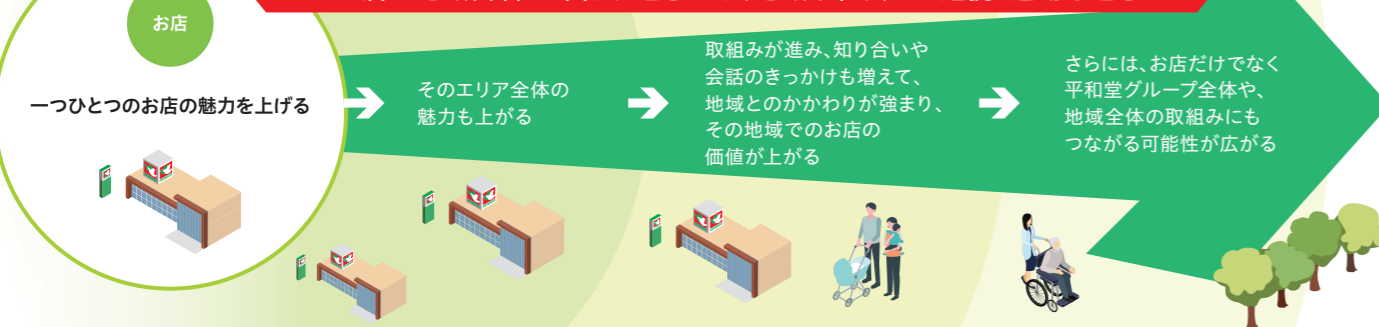 お店
一つひとつのお店の魅力を上げる
そのエリア全体の
魅力も上がる
取組みが進み、知り合いや
会話のきっかけも増えて、
地域とのかかわりが強まり、
その地域でのお店の
価値が上がる
さらには、お店だけでなく
平和堂グループ全体や、
地域全体の取組みにも
つながる可能性が広がる